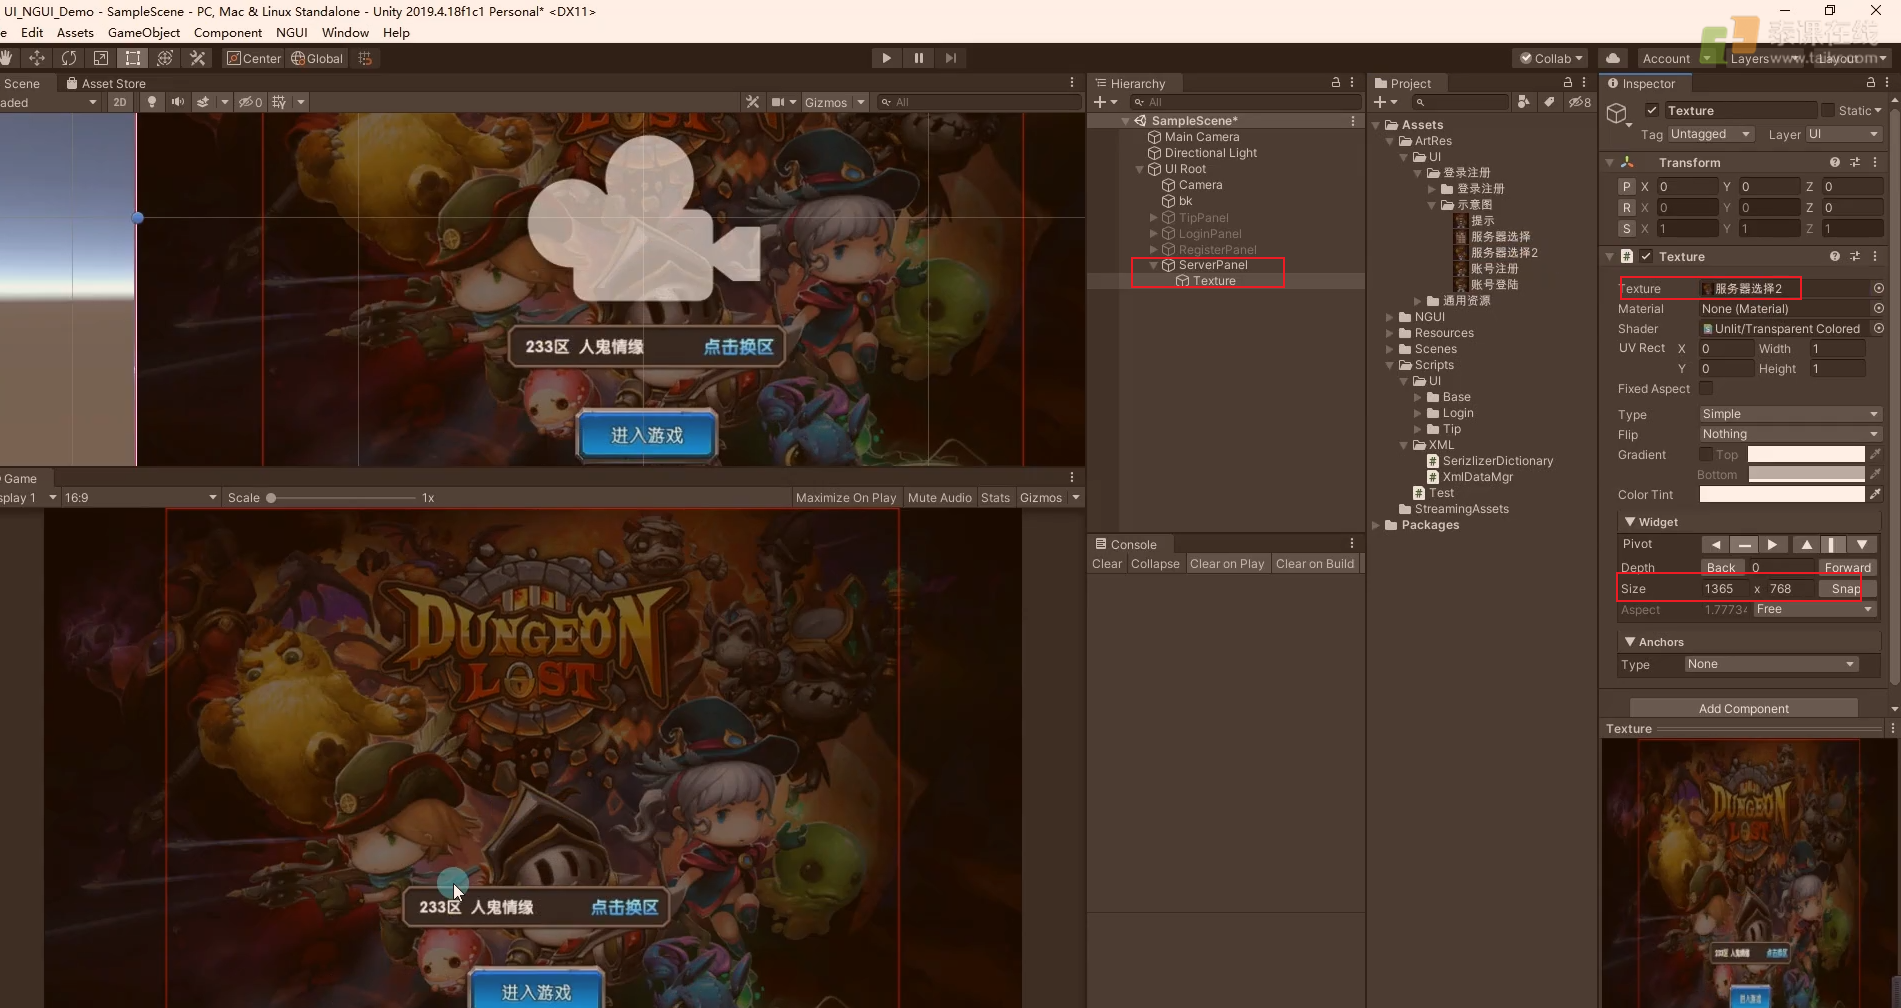 UI_NGUI_Demo - SampleScene - PC, Mac & Linux Standalone - Unity 2019.4.18f1c1 Personal* <DX11>
e Edit Assets GameObject Component NGUI Window Help
泰课在线
www.taikr.com
Center Global
Collab Account Layers Layout
Scene Asset Store
aded 2D 0 Gizmos All
233区 人鬼情缘 点击换区
进入游戏
Game
splay 1 16:9 Scale 1x Maximize On Play Mute Audio Stats Gizmos
DUNGEON
LOST
233区 人鬼情缘 点击换区
进入游戏
Hierarchy
All
SampleScene*
Main Camera
Directional Light
UI Root
Camera
bk
TipPanel
LoginPanel
RegisterPanel
ServerPanel
Texture
Console
Clear Collapse Clear on Play Clear on Build
Project
8
Assets
ArtRes
UI
登录注册
登录注册
示意图
提示
服务器选择
服务器选择2
账号注册
账号登陆
通用资源
NGUI
Resources
Scenes
Scripts
UI
Base
Login
Tip
XML
SerizlizerDictionary
XmlDataMgr
Test
StreamingAssets
Packages
Inspector
Texture Static
Tag Untagged Layer UI
Transform
P X 0 Y 0 Z 0
R X 0 Y 0 Z 0
S X 1 Y 1 Z 1
# Texture
Texture 服务器选择2
Material None (Material)
Shader Unlit/Transparent Colored
UV Rect X 0 Width 1
Y 0 Height 1
Fixed Aspect
Type Simple
Flip Nothing
Gradient Top
Bottom
Color Tint
Widget
Pivot
Depth Back 0 Forward
Size 1365 x 768 Snap
Aspect 1.7773 Free
Anchors
Type None
Add Component
Texture
DUNGEON
LOST
233区 人鬼情缘 点击换区
进入游戏